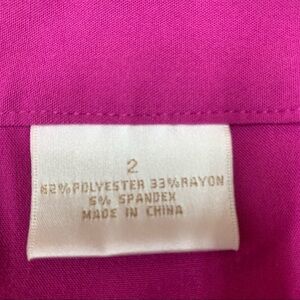 2
62%POLYESTER 33%RAYON
5% SPANDEX
MADE IN CHINA